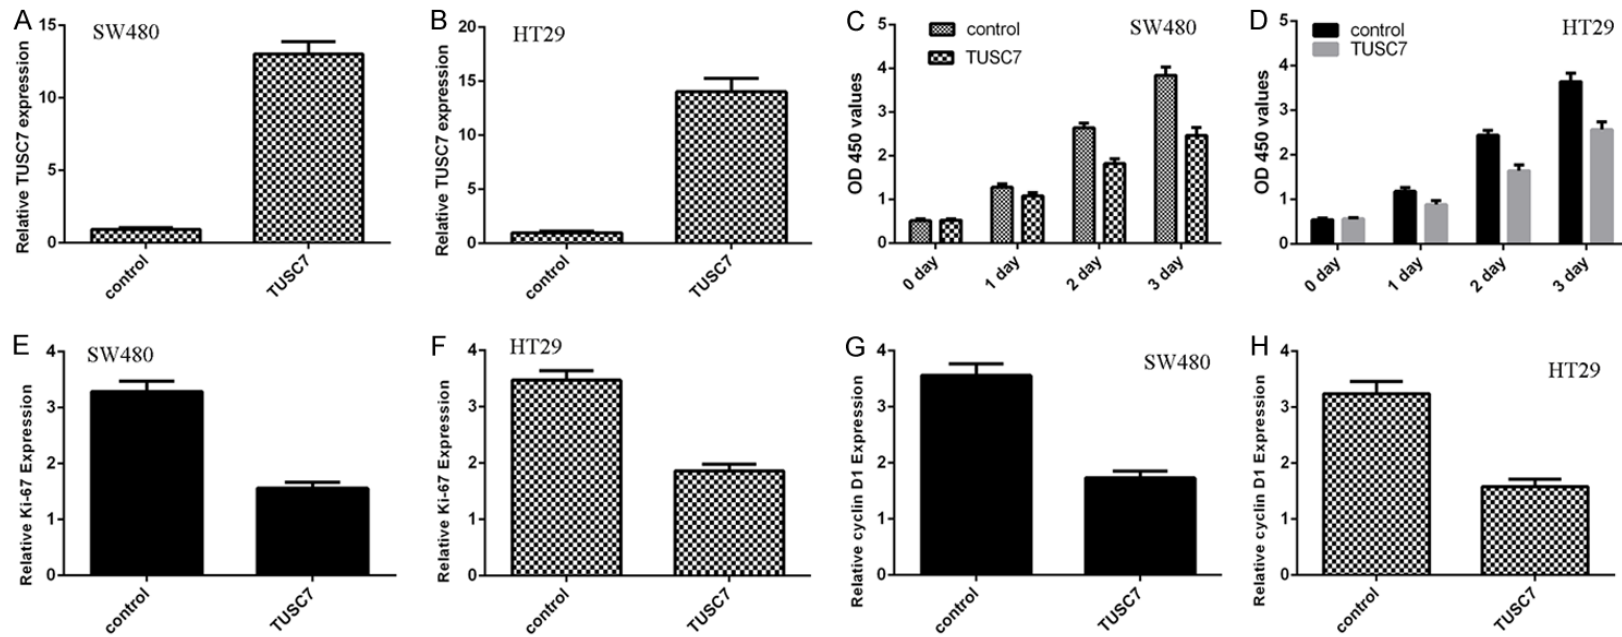 A
SW480
Relative TUSC7 expression
15
10
5
0
control
TUSC7
B
HT29
Relative TUSC7 expression
20
15
10
5
0
control
TUSC7
C
SW480
control
TUSC7
OD 450 values
5
4
3
2
1
0
0 day
1 day
2 day
3 day
D
HT29
control
TUSC7
OD 450 values
5
4
3
2
1
0
0 day
1 day
2 day
3 day
E
SW480
Relative Ki-67 Expression
4
3
2
1
0
control
TUSC7
F
HT29
Relative Ki-67 Expression
4
3
2
1
0
control
TUSC7
G
SW480
Relative cyclin D1 Expression
4
3
2
1
0
control
TUSC7
H
HT29
Relative cyclin D1 Expression
4
3
2
1
0
control
TUSC7